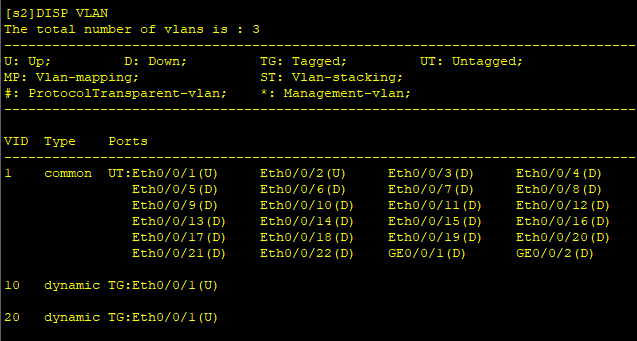 [s2]DISP VLAN
The total number of vlans is : 3
--------------------------------------------------------------------------------
U: Up;         D: Down;         TG: Tagged;         UT: Untagged;
MP: Vlan-mapping;               ST: Vlan-stacking;
#: ProtocolTransparent-vlan;    *: Management-vlan;
--------------------------------------------------------------------------------
VID  Type    Ports
--------------------------------------------------------------------------------
1    common  UT:Eth0/0/1(U)     Eth0/0/2(U)     Eth0/0/3(D)     Eth0/0/4(D)
                Eth0/0/5(D)     Eth0/0/6(D)     Eth0/0/7(D)     Eth0/0/8(D)
                Eth0/0/9(D)     Eth0/0/10(D)    Eth0/0/11(D)    Eth0/0/12(D)
                Eth0/0/13(D)    Eth0/0/14(D)    Eth0/0/15(D)    Eth0/0/16(D)
                Eth0/0/17(D)    Eth0/0/18(D)    Eth0/0/19(D)    Eth0/0/20(D)
                Eth0/0/21(D)    Eth0/0/22(D)    GE0/0/1(D)      GE0/0/2(D)
10   dynamic TG:Eth0/0/1(U)
20   dynamic TG:Eth0/0/1(U)